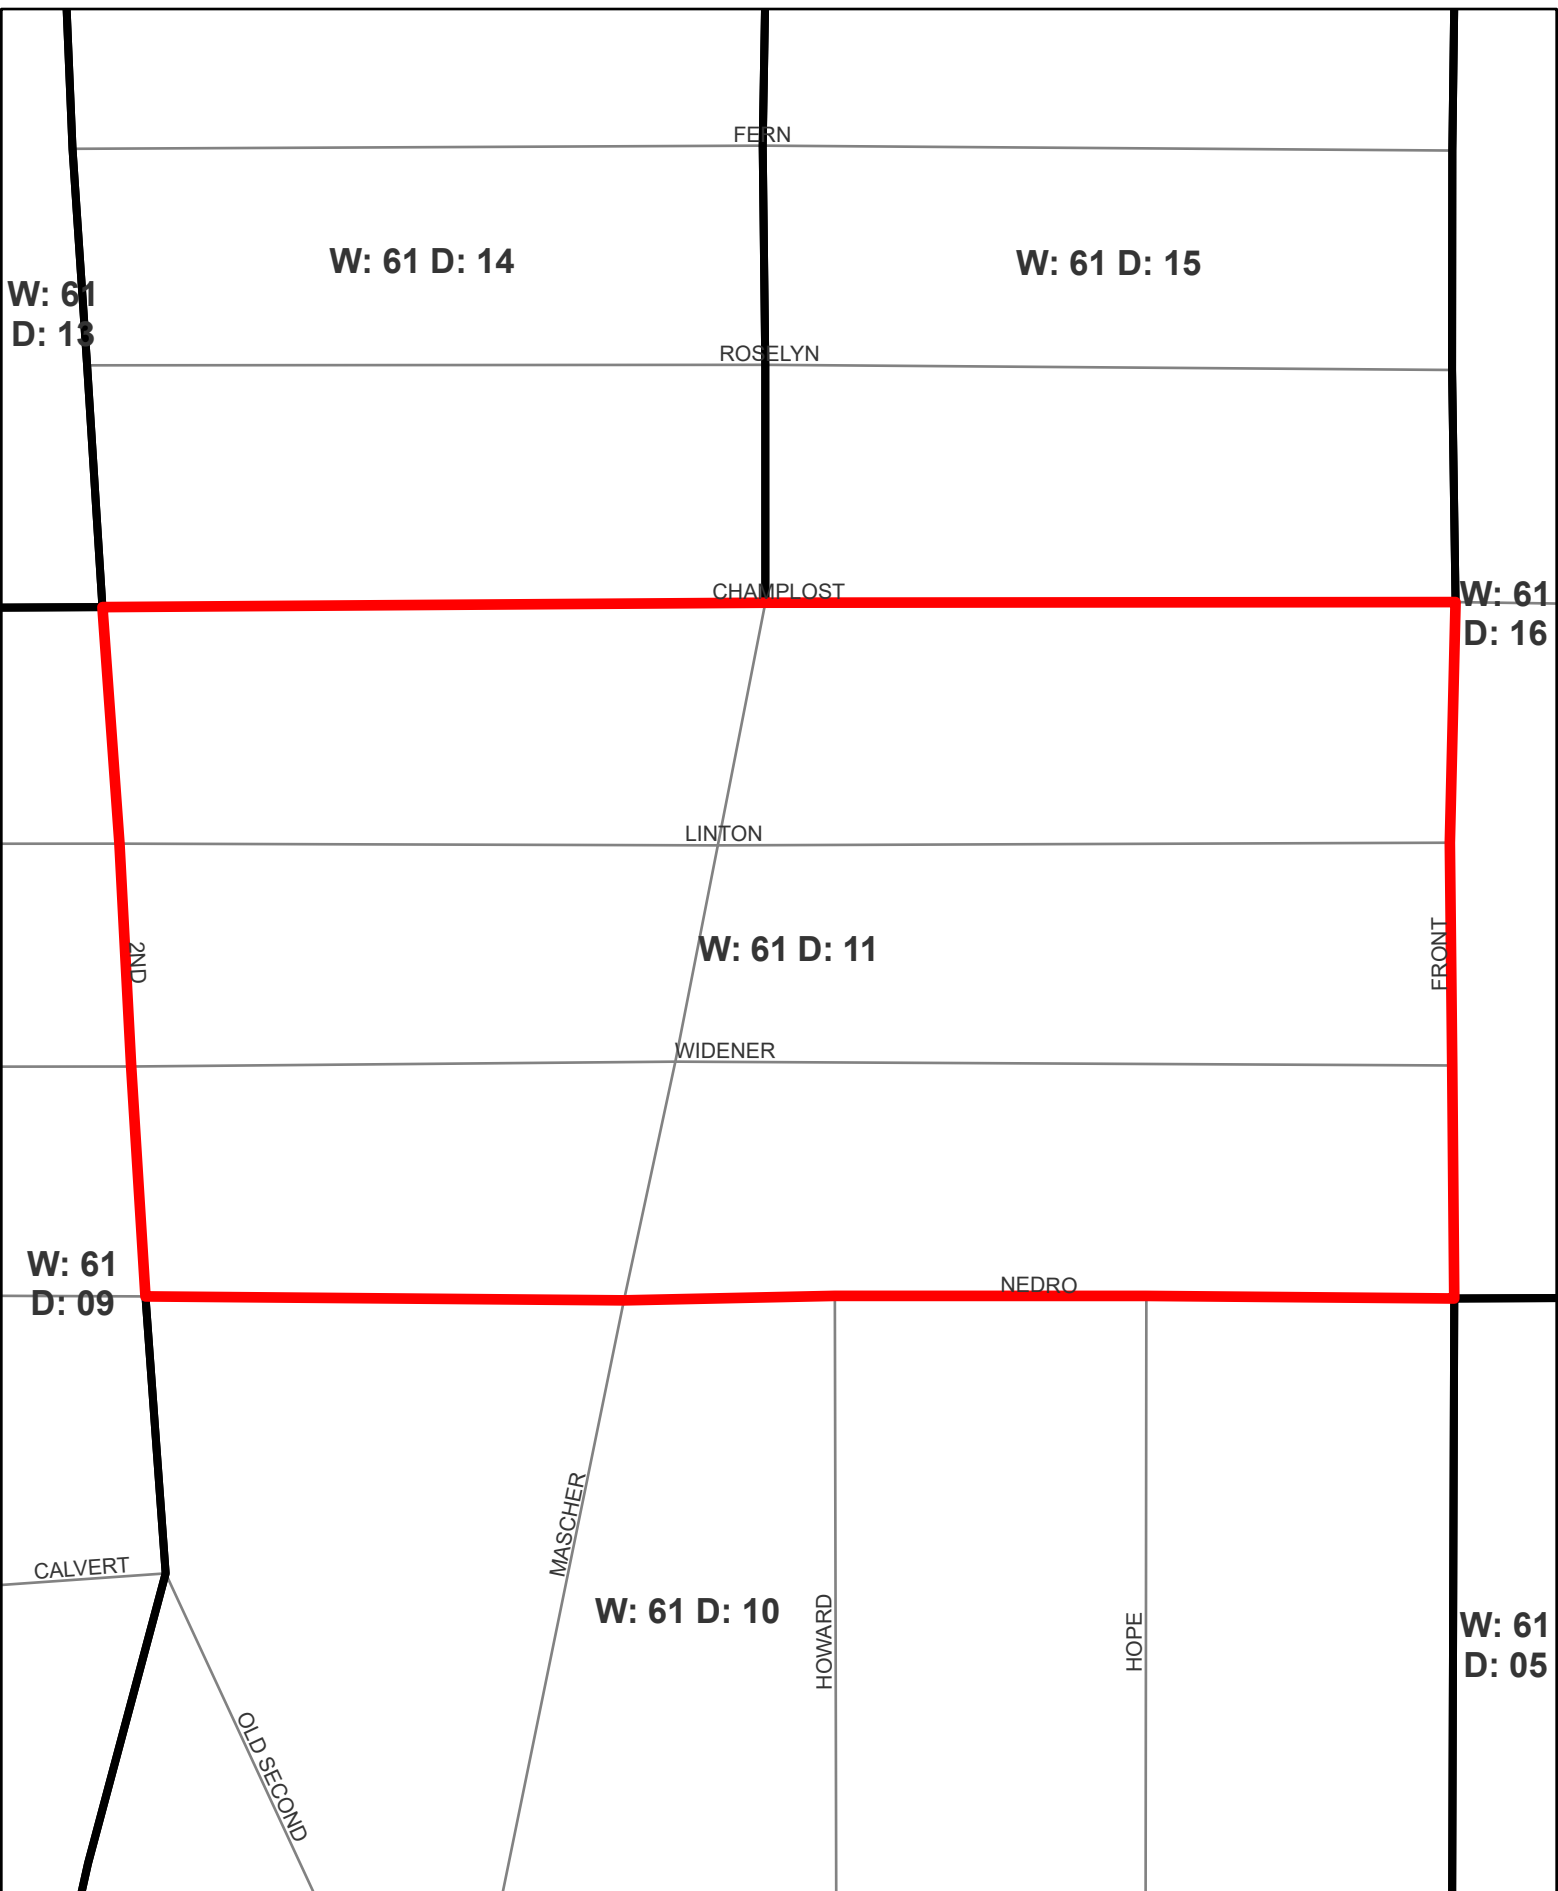 FERN
W: 61 D: 14
W: 61 D: 15
W: 61
D: 13
ROSELYN
CHAMPLOST
W: 61
D: 16
LINTON
2ND
W: 61 D: 11
FRONT
WIDENER
W: 61
D: 09
NEDRO
MASCHER
CALVERT
W: 61 D: 10
HOWARD
HOPE
W: 61
D: 05
OLD SECOND